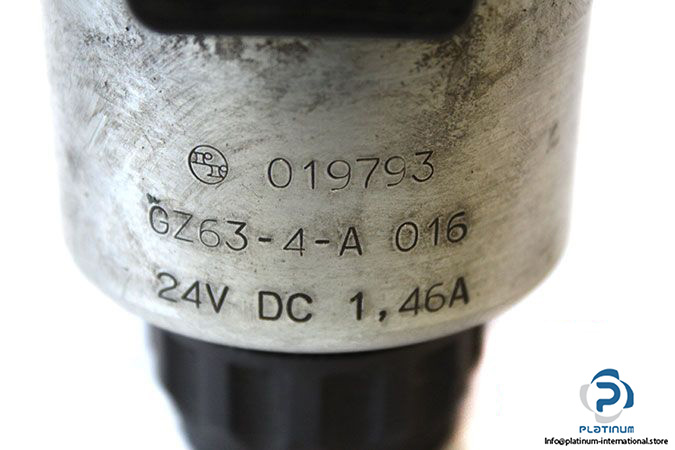 019793
GZ63-4-A 016
24V DC 1,46A
PLATINUM
Info@platinum-international.store